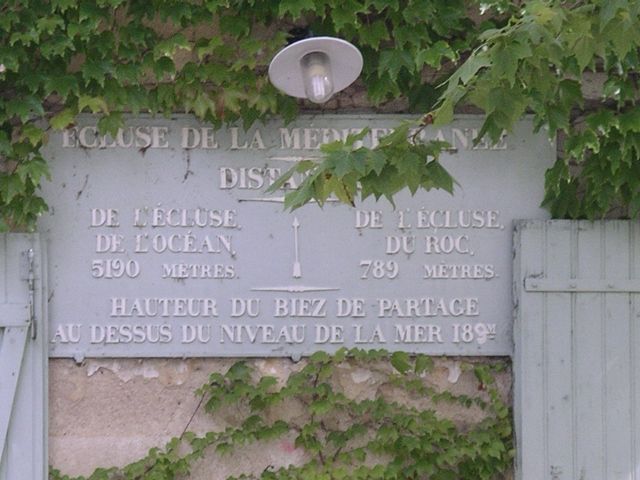 ÉCLUSE DE LA MÉDITERRANÉE
DE L'ÉCLUSE, DE L'OCÉAN, 5190 MÈTRES.
DE L'ÉCLUSE, DU ROC, 789 MÈTRES.
HAUTEUR DU BIEZ DE PARTAGE
AU DESSUS DU NIVEAU DE LA MER 189M